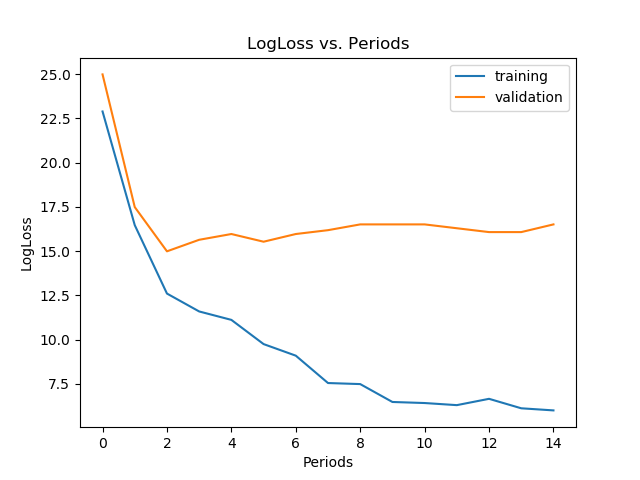 LogLoss vs. Periods
training
validation
LogLoss
25.0
22.5
20.0
17.5
15.0
12.5
10.0
7.5
0 2 4 6 8 10 12 14
Periods